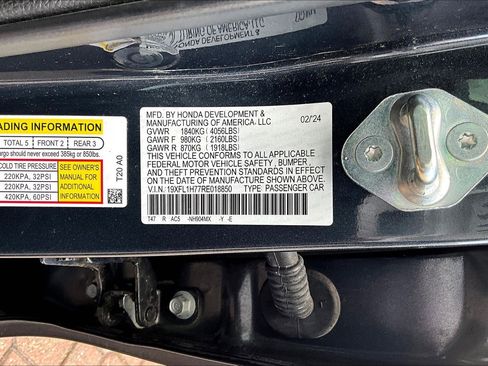 MFD. BY HONDA DEVELOPMENT &
MANUFACTURING OF AMERICA, LLC 02/24
GVWR 1840KG ( 4056LBS)
GAWR F 980KG ( 2160LBS)
GAWR R 870KG ( 1918LBS)
THIS VEHICLE CONFORMS TO ALL APPLICABLE
FEDERAL MOTOR VEHICLE SAFETY , BUMPER,
AND THEFT PREVENTION STANDARDS IN EFFECT ON
THE DATE OF MANUFACTURE SHOWN ABOVE.
V.I.N. 19XFL1H77RE018850 TYPE: PASSENGER CAR
T47 R AC5 -NH904MX -Y -E
ADING INFORMATION
TOTAL 5 FRONT 2 REAR 3
argo should never exceed 385kg or 850lbs.
COLD TIRE PRESSURE
220KPA, 32PSI
220KPA, 32PSI
420KPA, 60PSI
SEE OWNER'S
MANUAL FOR
ADDITIONAL
INFORMATION
T20 A0